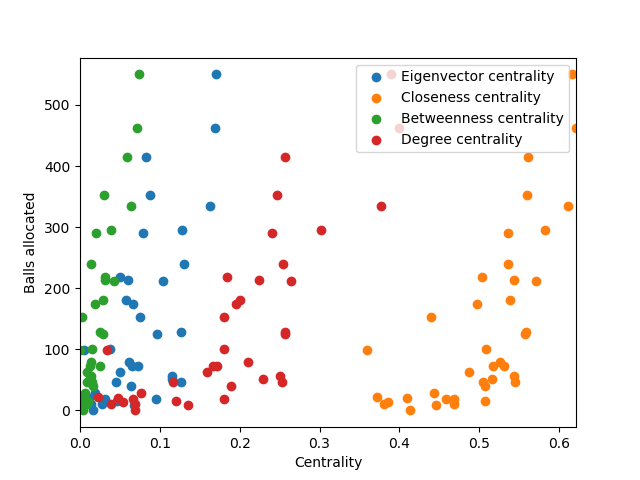 Eigenvector centrality
Closeness centrality
Betweenness centrality
Degree centrality
500
400
300
200
100
0
Balls allocated
0.0 0.1 0.2 0.3 0.4 0.5 0.6
Centrality